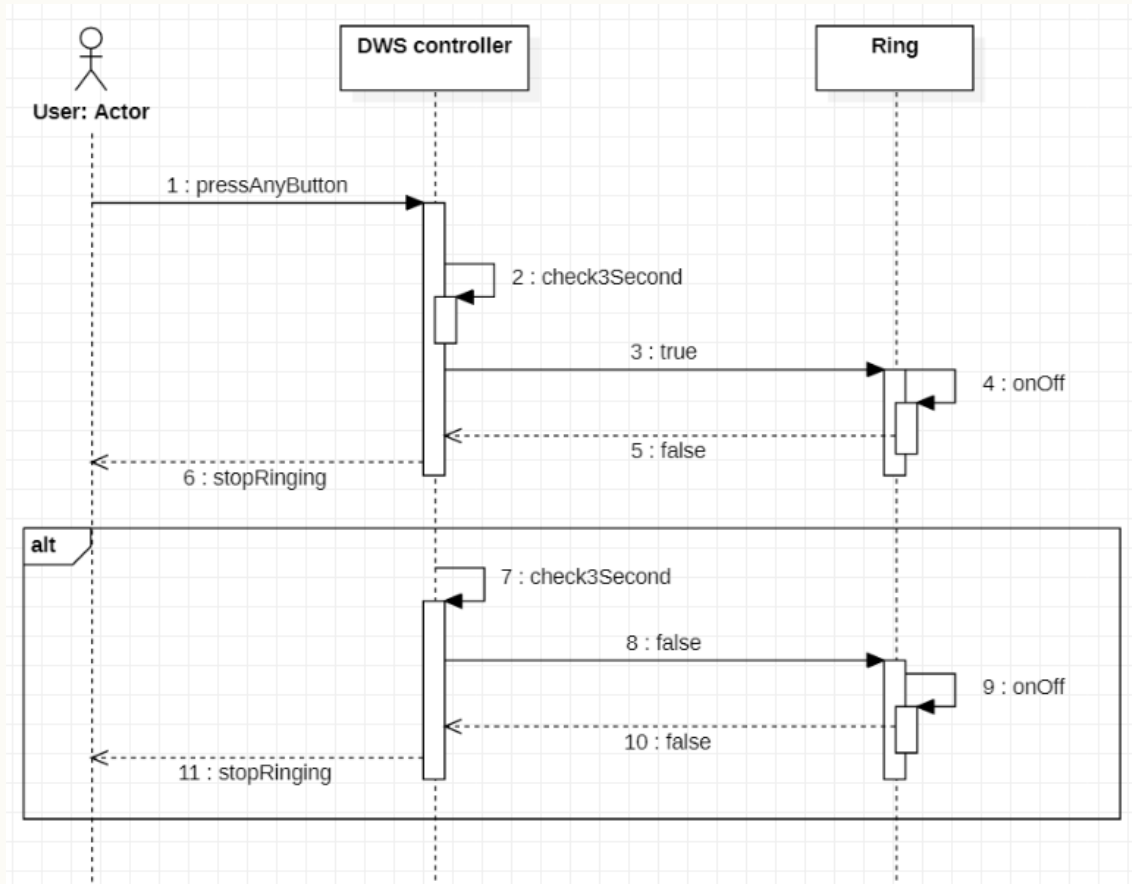 DWS controller
Ring
User: Actor
1 : pressAnyButton
2 : check3Second
3 : true
4 : onOff
5 : false
6 : stopRinging
alt
7 : check3Second
8 : false
9 : onOff
10 : false
11 : stopRinging